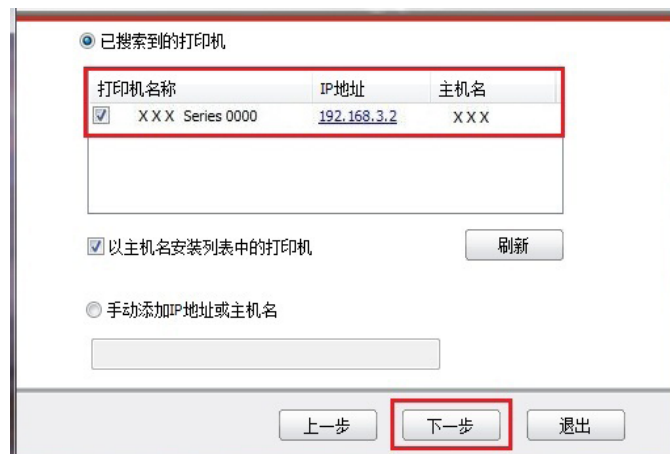 已搜索到的打印机
打印机名称 IP地址 主机名
XXX Series 0000 192.168.3.2 XXX
以主机名安装列表中的打印机 刷新
手动添加IP地址或主机名
上一步 下一步 退出